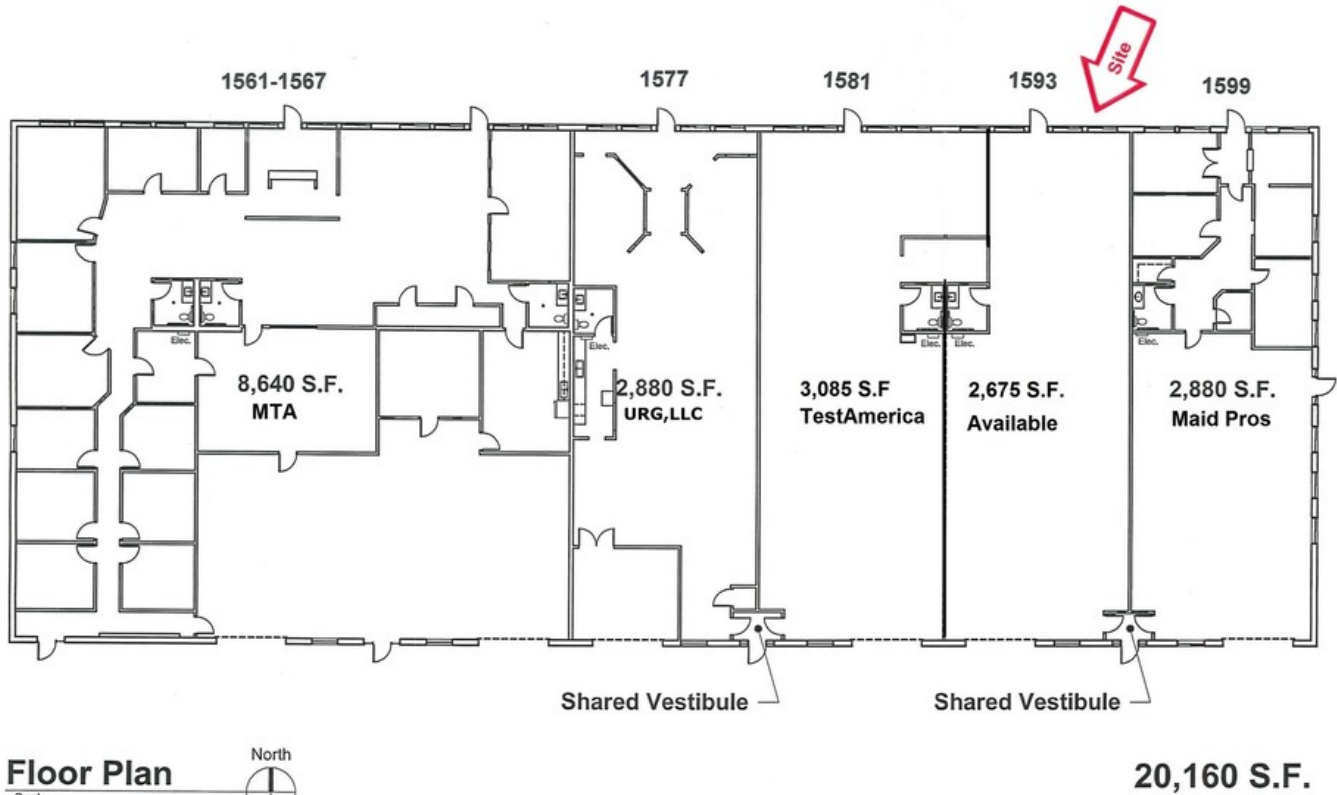 Site
1561-1567
1577
1581
1593
1599
Elec.
Elec.
Elec.
Elec.
Elec.
8,640 S.F.
MTA
2,880 S.F.
URG,LLC
3,085 S.F
TestAmerica
2,675 S.F.
Available
2,880 S.F.
Maid Pros
Shared Vestibule
Shared Vestibule
North
Floor Plan
20,160 S.F.